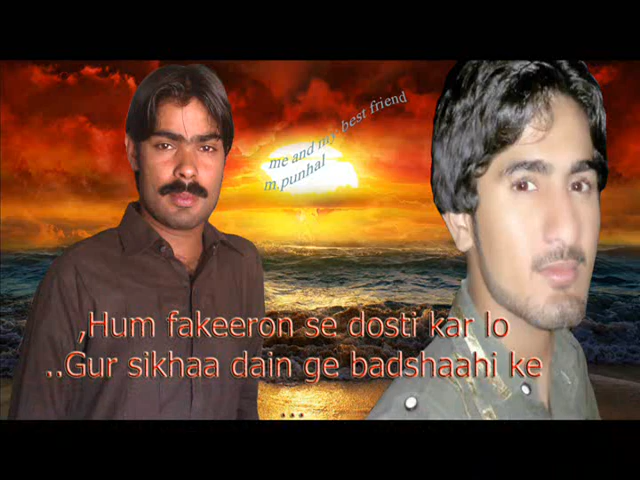 me and my best friend
m.punhal
,Hum fakeeron se dosti kar lo
..Gur sikhaa dain ge badshaahi ke
...